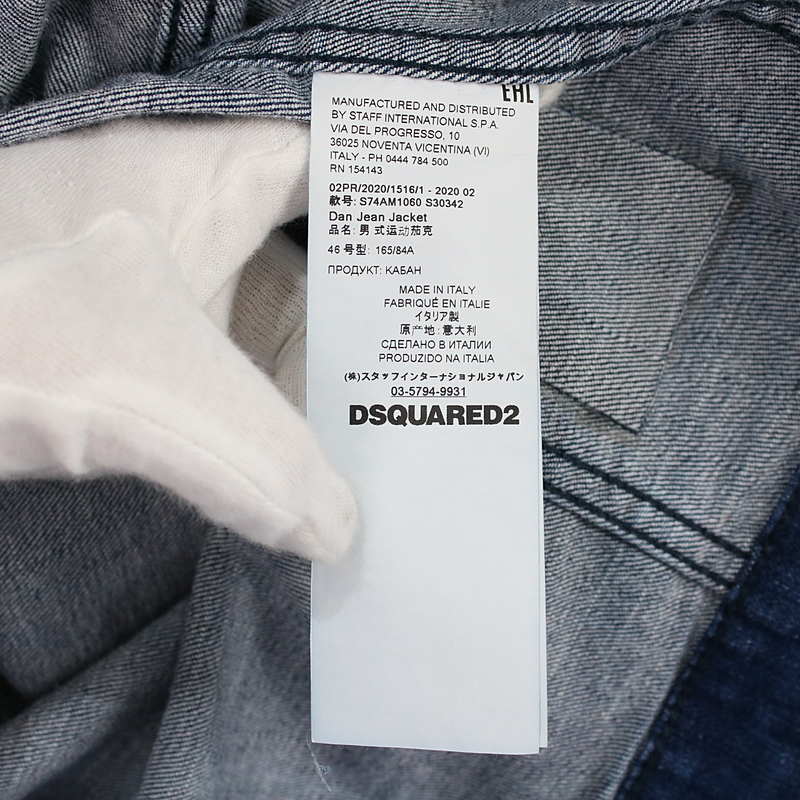 EAC
MANUFACTURED AND DISTRIBUTED
BY STAFF INTERNATIONAL S.P.A.
VIA DEL PROGRESSO, 10
36025 NOVENTA VICENTINA (VI)
ITALY - PH 0444 784 500
RN 154143
02PR/2020/1516/1 - 2020 02
款号: S74AM1060 S30342
Dan Jean Jacket
品名: 男式运动茄克
46 号型: 165/84A
ПРОДУКТ: КАБАН
MADE IN ITALY
FABRIQUÉ EN ITALIE
イタリア製
原产地: 意大利
СДЕЛАНО В ИТАЛИИ
PRODUZIDO NA ITALIA
(株)スタッフインターナショナルジャパン
03-5794-9931
DSQUARED2